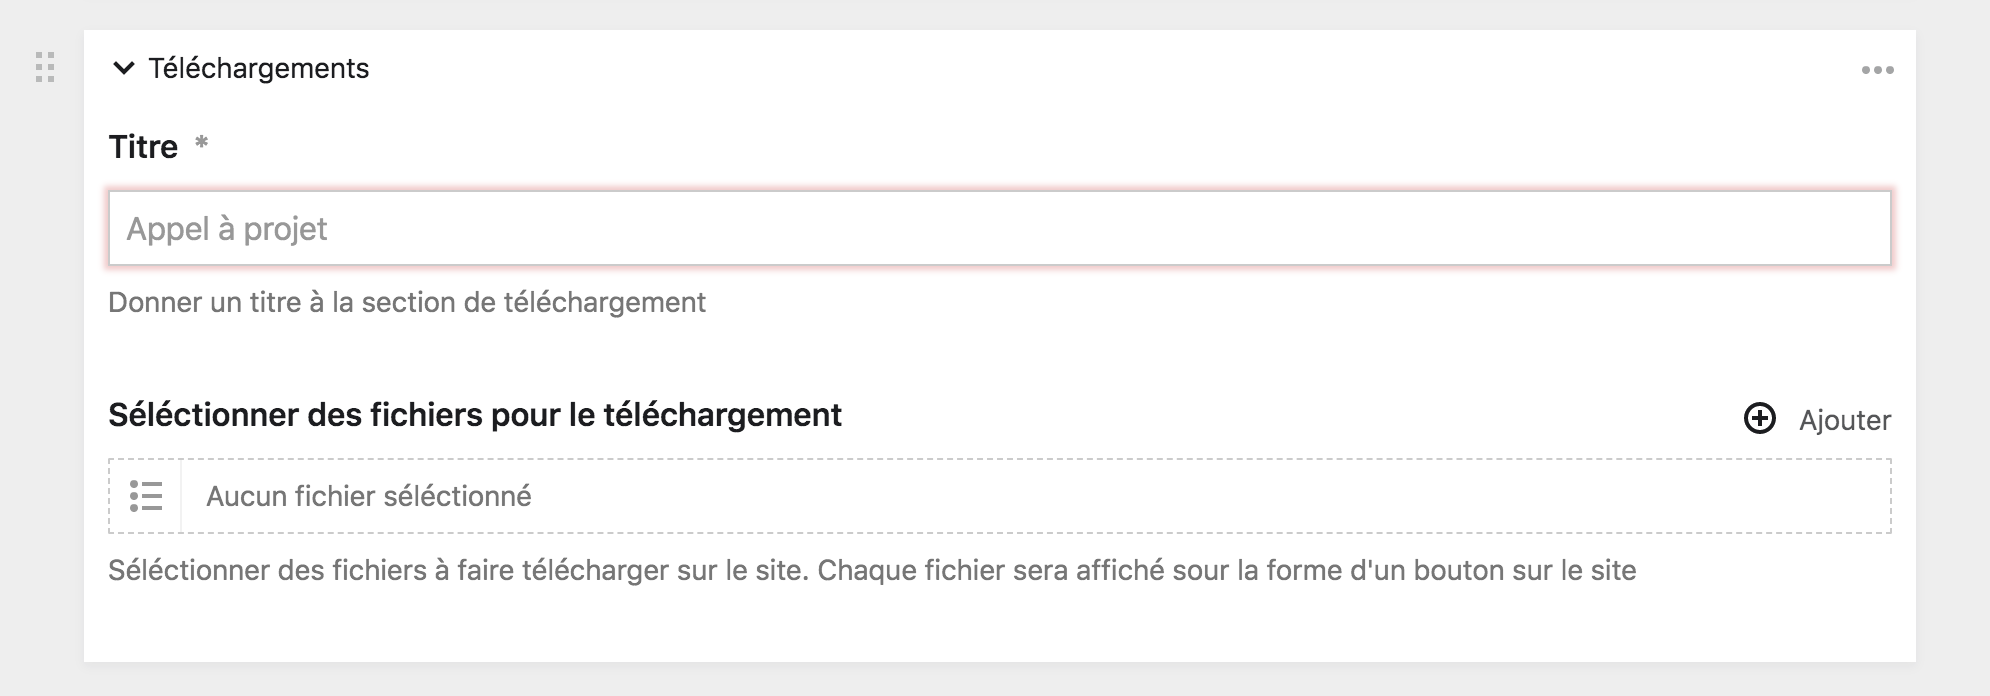 Téléchargements
Titre *
Appel à projet
Donner un titre à la section de téléchargement
Séléctionner des fichiers pour le téléchargement
Ajouter
Aucun fichier séléctionné
Séléctionner des fichiers à faire télécharger sur le site. Chaque fichier sera affiché sour la forme d'un bouton sur le site